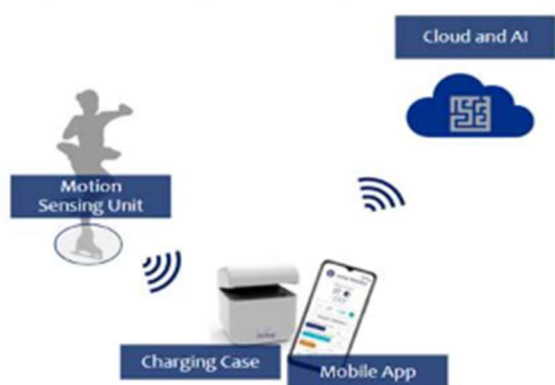 Cloud and AI
Motion
Sensing Unit
Charging Case
Mobile App